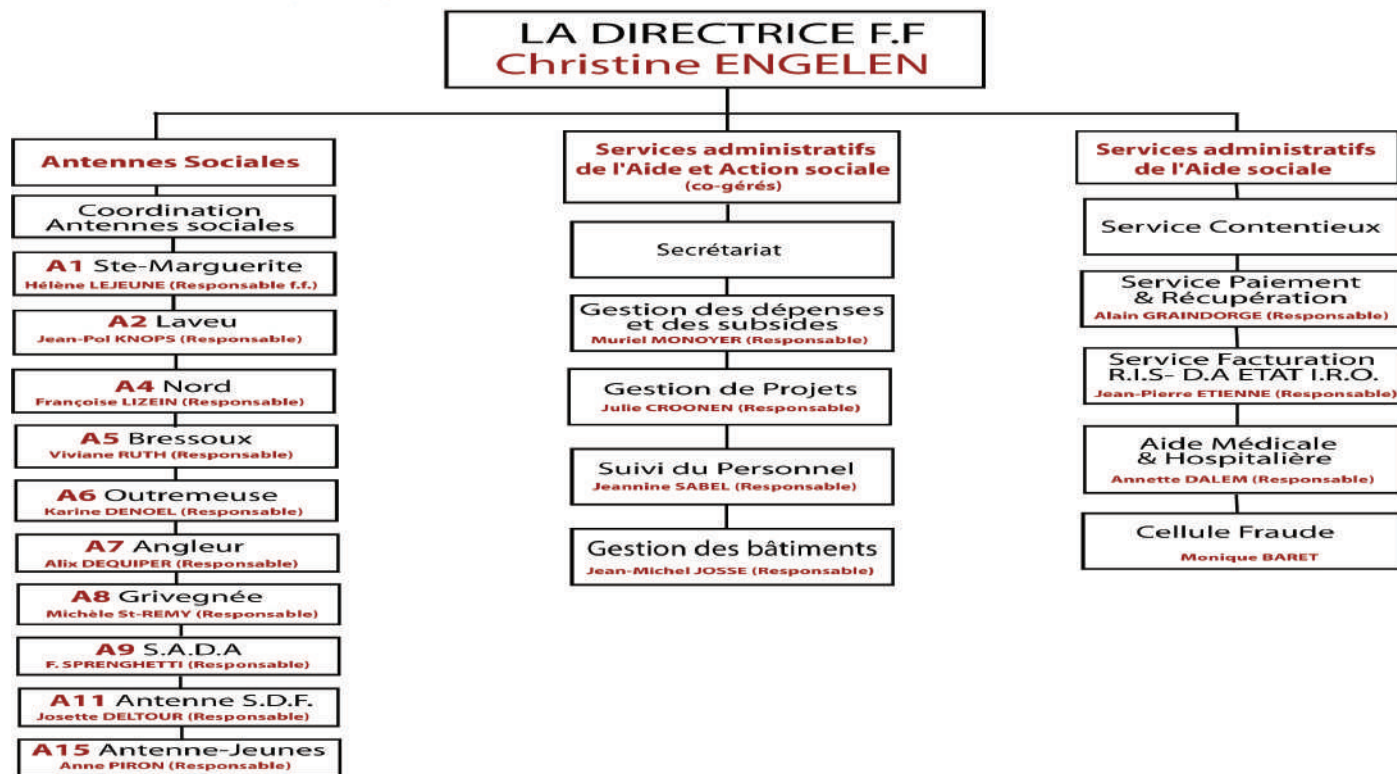 LA DIRECTRICE F.F
Christine ENGELEN
Antennes Sociales
Coordination
Antennes sociales
A1 Ste-Marguerite
Hélène LEJEUNE (Responsable f.f.)
A2 Laveu
Jean-Pol KNOPS (Responsable)
A4 Nord
Françoise LIZEIN (Responsable)
A5 Bressoux
Viviane RUTH (Responsable)
A6 Outremeuse
Karine DENOEL (Responsable)
A7 Angleur
Alix DEQUIPER (Responsable)
A8 Grivegnée
Michèle St-REMY (Responsable)
A9 S.A.D.A
F. SPRENGHETTI (Responsable)
A11 Antenne S.D.F.
Josette DELTOUR (Responsable)
A15 Antenne-Jeunes
Anne PIRON (Responsable)
Services administratifs
de l'Aide et Action sociale
(co-gérés)
Secrétariat
Gestion des dépenses
et des subsides
Muriel MONOYER (Responsable)
Gestion de Projets
Julie CROONEN (Responsable)
Suivi du Personnel
Jeannine SABEL (Responsable)
Gestion des bâtiments
Jean-Michel JOSSE (Responsable)
Services administratifs
de l'Aide sociale
Service Contentieux
Service Paiement
& Récupération
Alain GRAINDORGE (Responsable)
Service Facturation
R.I.S- D.A ETAT I.R.O.
Jean-Pierre ETIENNE (Responsable)
Aide Médicale
& Hospitalière
Annette DALEM (Responsable)
Cellule Fraude
Monique BARET